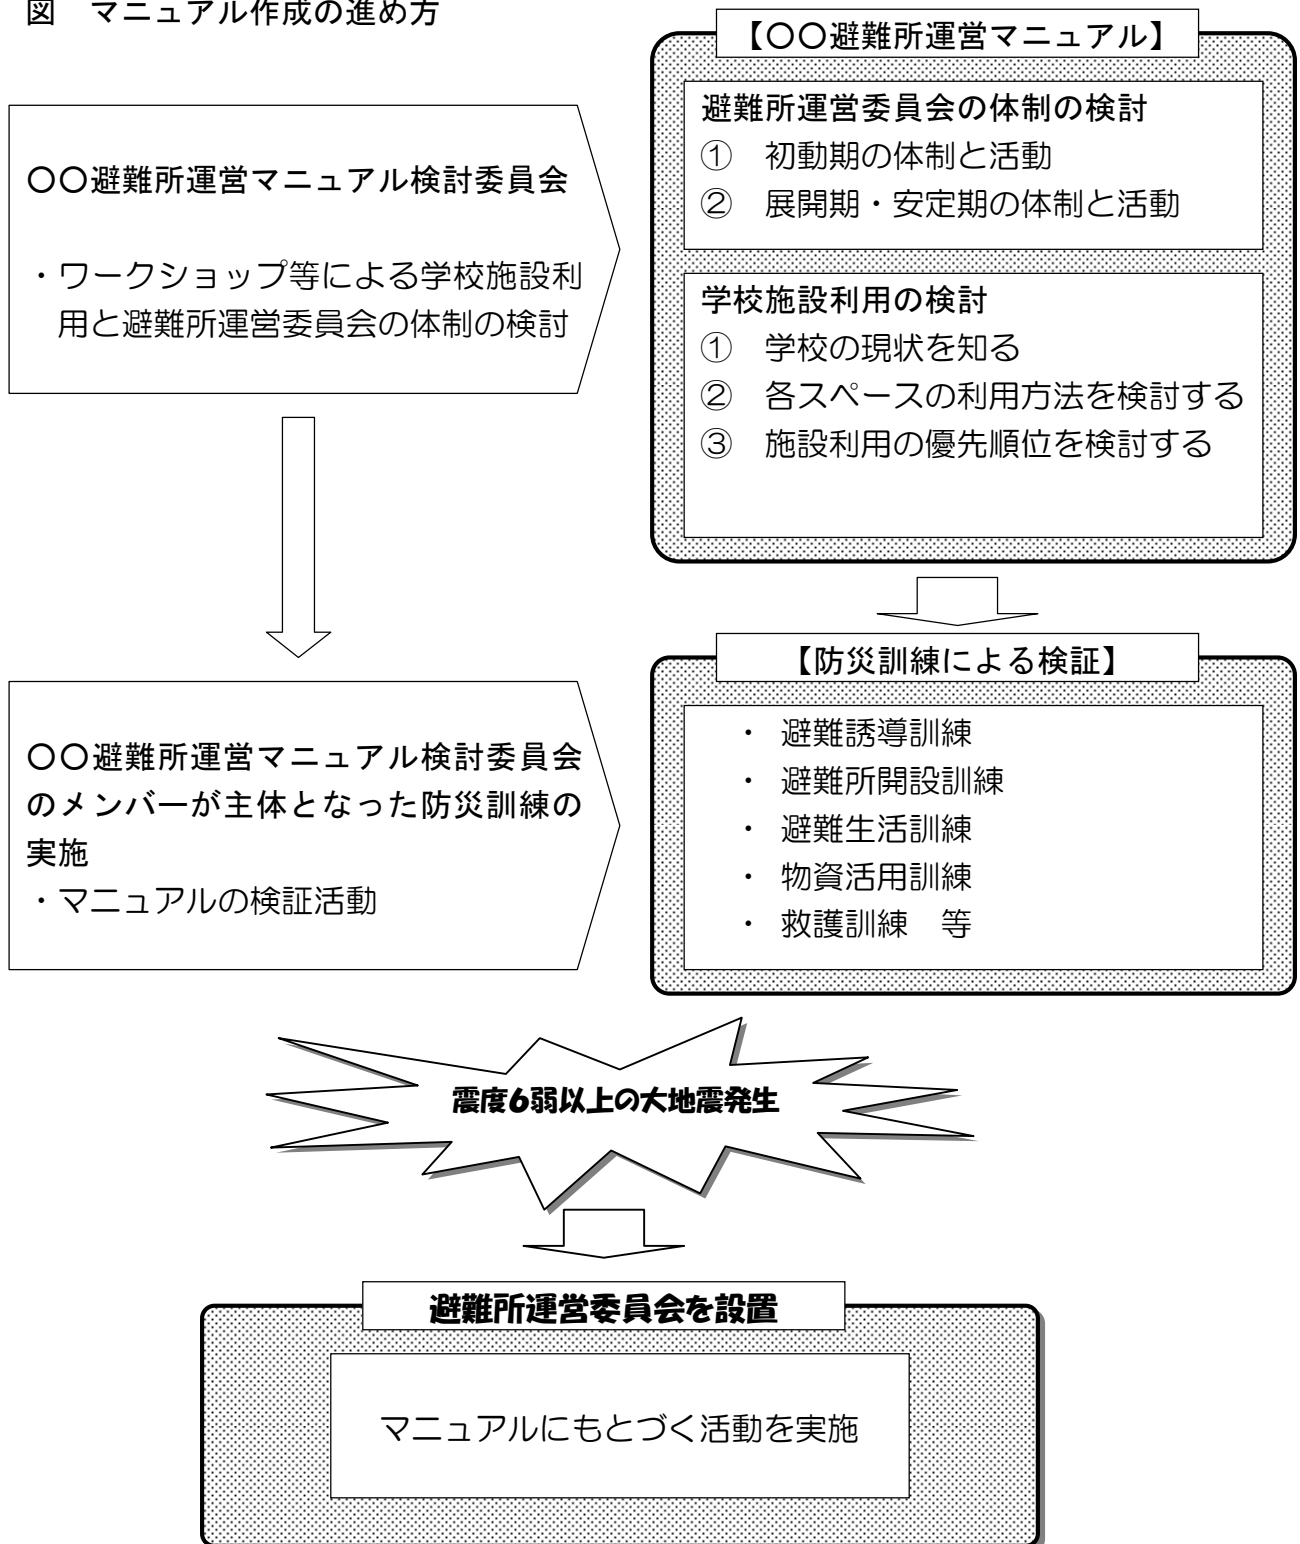 図　マニュアル作成の進め方
〇〇避難所運営マニュアル検討委員会
・ワークショップ等による学校施設利
用と避難所運営委員会の体制の検討
【〇〇避難所運営マニュアル】
避難所運営委員会の体制の検討
①　初動期の体制と活動
②　展開期・安定期の体制と活動
学校施設利用の検討
①　学校の現状を知る
②　各スペースの利用方法を検討する
③　施設利用の優先順位を検討する
〇〇避難所運営マニュアル検討委員会
のメンバーが主体となった防災訓練の
実施
・マニュアルの検証活動
【防災訓練による検証】
・ 避難誘導訓練
・ 避難所開設訓練
・ 避難生活訓練
・ 物資活用訓練
・ 救護訓練　等
震度6弱以上の大地震発生
避難所運営委員会を設置
マニュアルにもとづく活動を実施